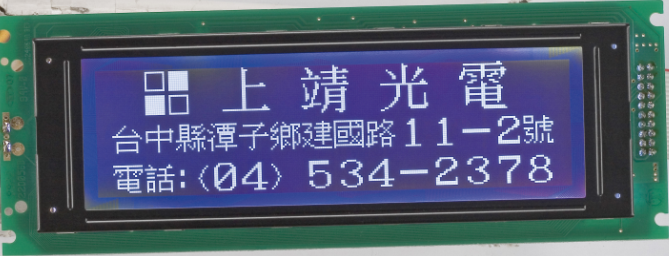 上靖光電
台中縣潭子鄉建國路11-2號
電話:(04) 534-2378